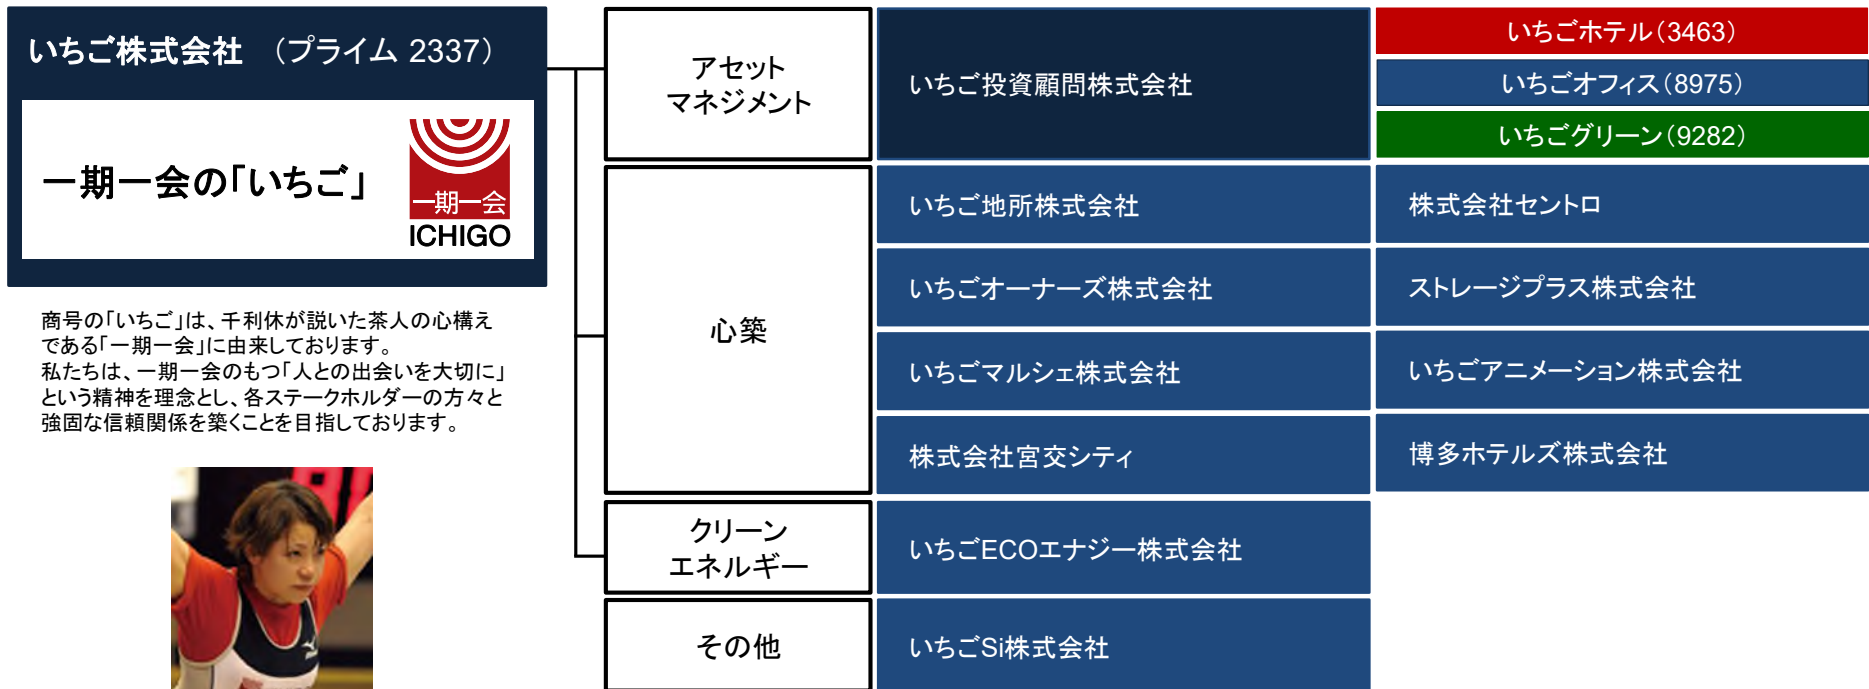 いちご株式会社 （プライム 2337）
一期一会の「いちご」
一期一会
ICHIGO
商号の「いちご」は、千利休が説いた茶人の心構え
である「一期一会」に由来しております。
私たちは、一期一会のもつ「人との出会いを大切に」
という精神を理念とし、各ステークホルダーの方々と
強固な信頼関係を築くことを目指しております。
アセット
マネジメント
いちご投資顧問株式会社
いちごホテル（3463）
いちごオフィス（8975）
いちごグリーン（9282）
心築
いちご地所株式会社
株式会社セントロ
いちごオーナーズ株式会社
ストレージプラス株式会社
いちごマルシェ株式会社
いちごアニメーション株式会社
株式会社宮交シティ
博多ホテルズ株式会社
クリーン
エネルギー
いちごECOエナジー株式会社
その他
いちごSi株式会社